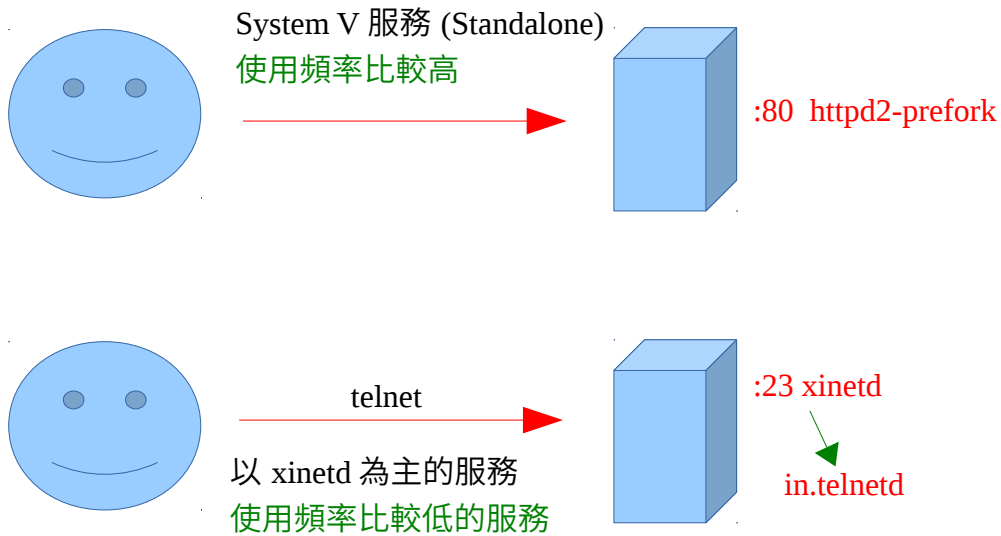 System V 服務 (Standalone)
使用頻率比較高
:80 httpd2-prefork
telnet
:23 xinetd
以 xinetd 為主的服務
in.telnetd
使用頻率比較低的服務